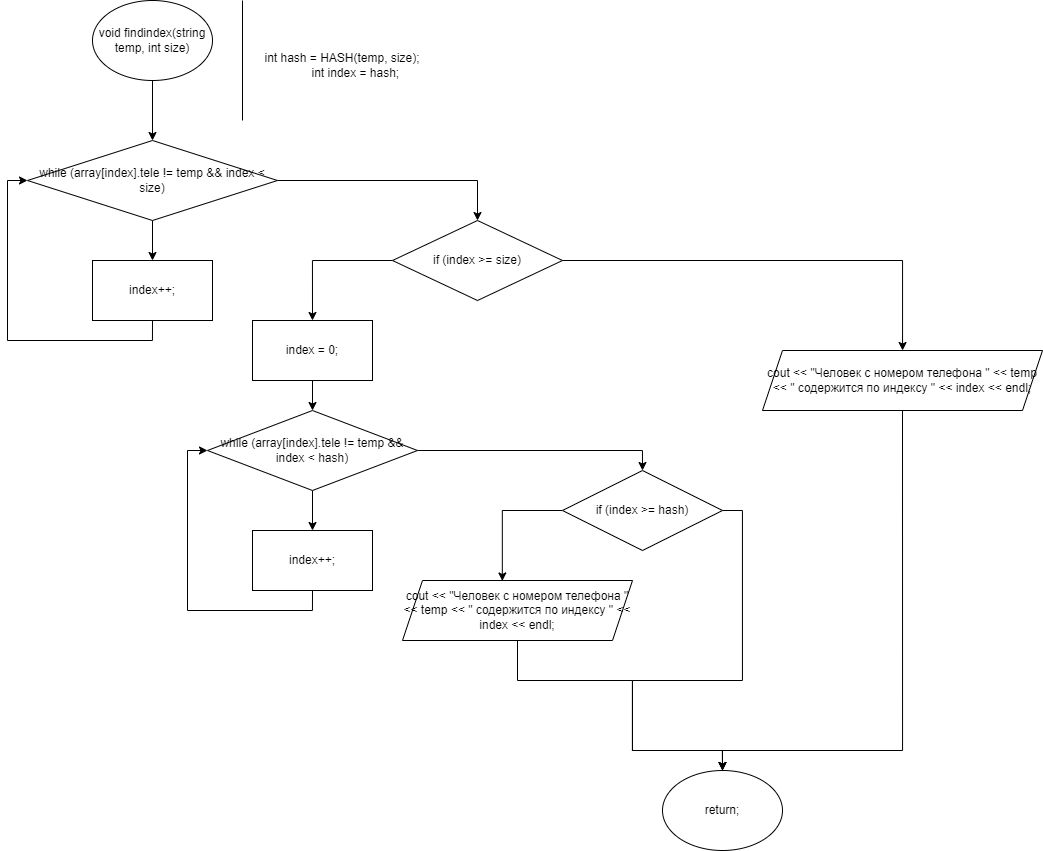 void findindex(string
temp, int size)
int hash = HASH(temp, size);
int index = hash;
while (array[index].tele != temp && index <
size)
if (index >= size)
index++;
index = 0;
cout << "Человек с номером телефона " << temp
<< " содержится по индексу " << index << endl;
while (array[index].tele != temp &&
index < hash)
if (index >= hash)
index++;
cout << "Человек с номером телефона "
<< temp << " содержится по индексу " <<
index << endl;
return;